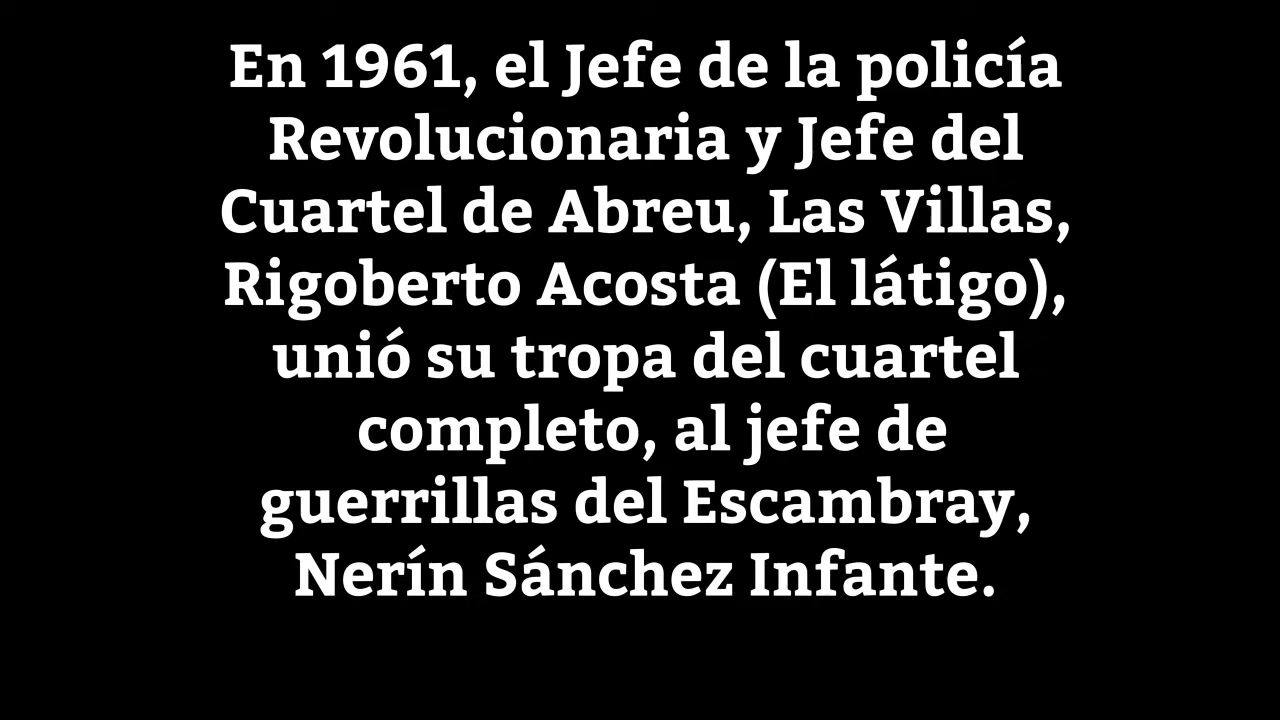 En 1961, el Jefe de la policía
Revolucionaria y Jefe del
Cuartel de Abreu, Las Villas,
Rigoberto Acosta (El látigo),
unió su tropa del cuartel
completo, al jefe de
guerrillas del Escambray,
Nerín Sánchez Infante.